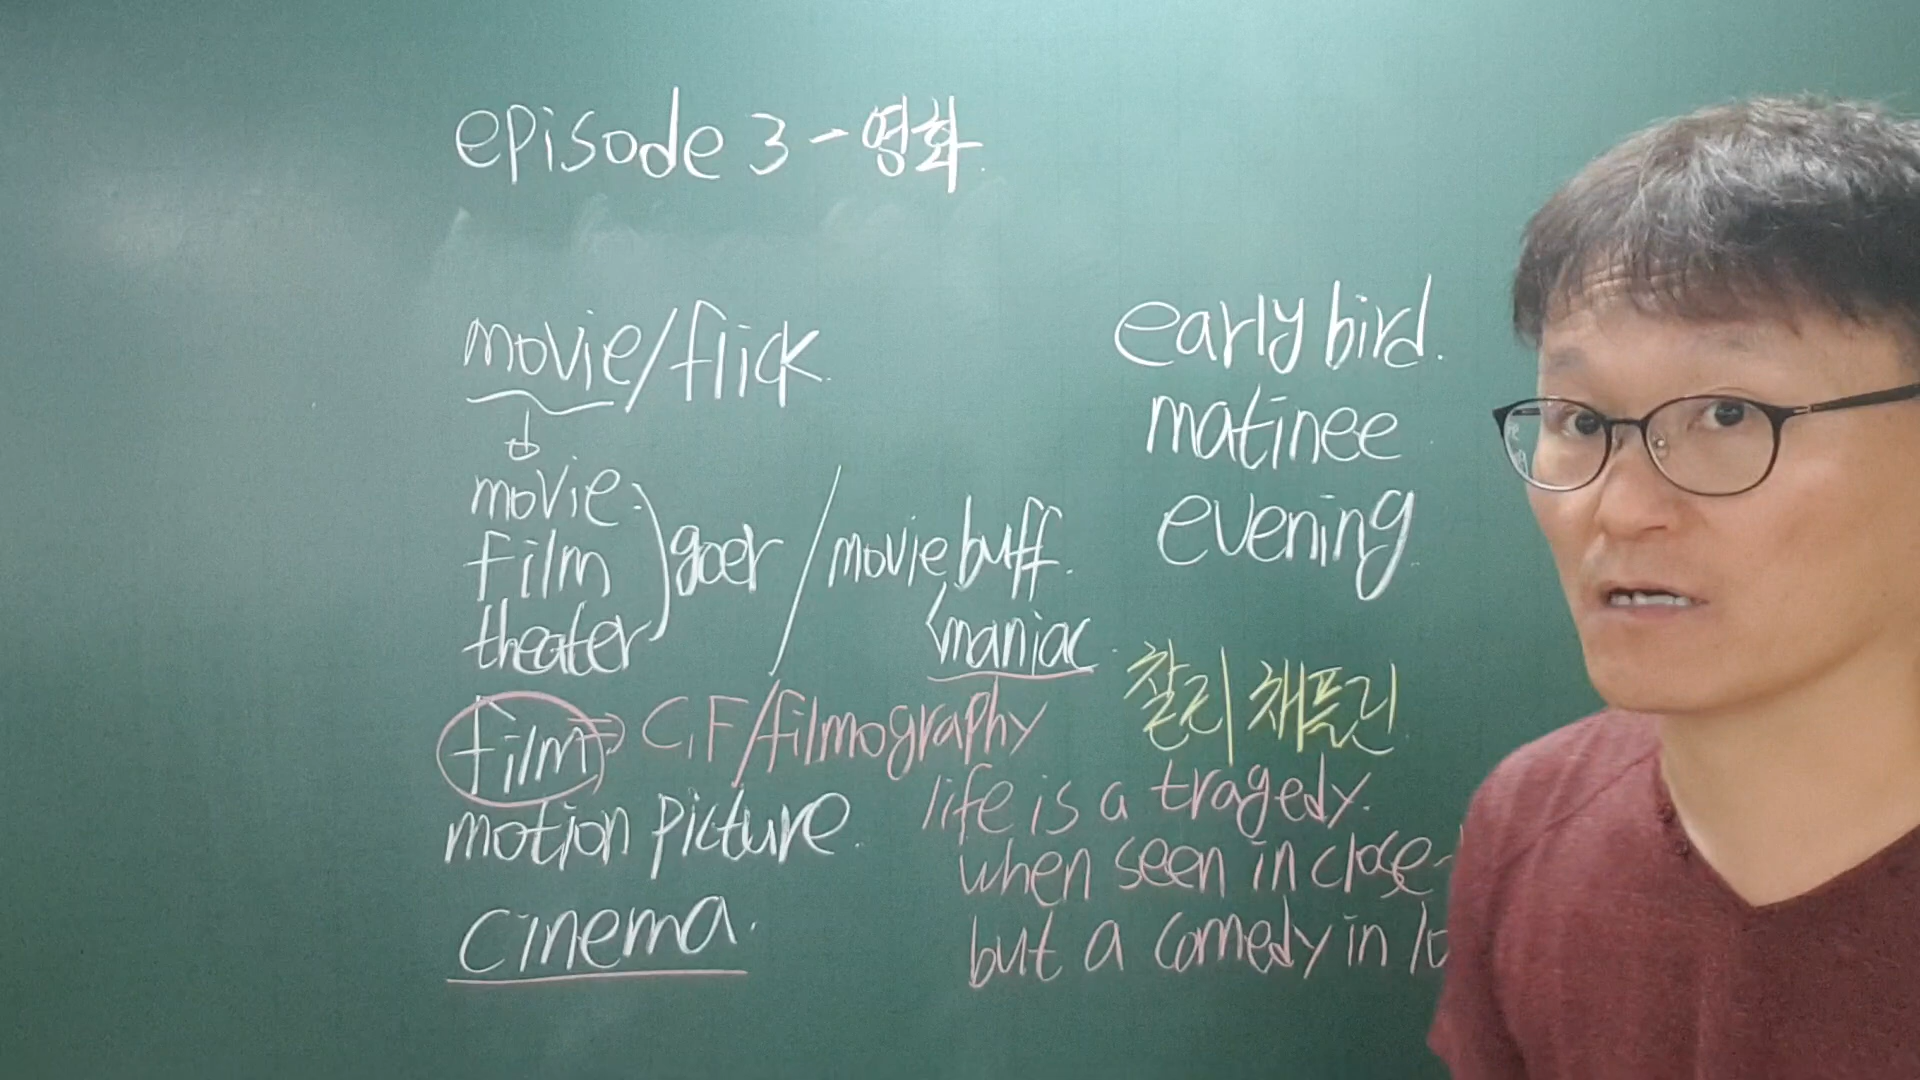 episode 3 - 영화.
movie/flick.
movie
film
theater
goer / movie buff.
maniac.
film ⇒ C.F/filmography
motion picture.
cinema.
early bird.
matinee
evening.
찰리 채플린
life is a tragedy.
when seen in close-
but a comedy in